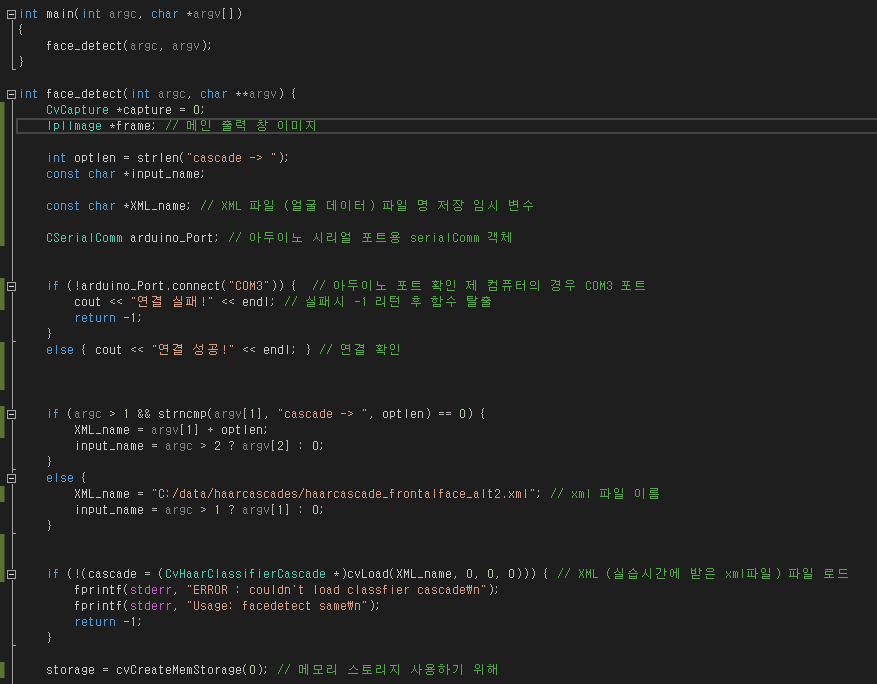 int main(int argc, char *argv[])
{
    face_detect(argc, argv);
}
int face_detect(int argc, char **argv) {
    CvCapture *capture = 0;
    IplImage *frame; // 메인 출력 창 이미지
    int optlen = strlen("cascade -> ");
    const char *input_name;
    const char *XML_name; // XML 파일 (얼굴 데이터) 파일 명 저장 임시 변수
    CSerialComm arduino_Port; // 아두이노 시리얼 포트용 serialComm 객체
    if (!arduino_Port.connect("COM3")) {  // 아두이노 포트 확인 제 컴퓨터의 경우 COM3 포트
        cout << "연결 실패!" << endl; // 실패시 -1 리턴 후 함수 탈출
        return -1;
    }
    else { cout << "연결 성공!" << endl; } // 연결 확인
    if (argc > 1 && strncmp(argv[1], "cascade -> ", optlen) == 0) {
        XML_name = argv[1] + optlen;
        input_name = argc > 2 ? argv[2] : 0;
    }
    else {
        XML_name = "C:/data/haarcascades/haarcascade_frontalface_alt2.xml"; // xml 파일 이름
        input_name = argc > 1 ? argv[1] : 0;
    }
    if (!(cascade = (CvHaarClassifierCascade *)cvLoad(XML_name, 0, 0, 0))) { // XML (실습시간에 받은 xml파일) 파일 로드
        fprintf(stderr, "ERROR : couldn't load classfier cascade₩n");
        fprintf(stderr, "Usage: facedetect same₩n");
        return -1;
    }
    storage = cvCreateMemStorage(0); // 메모리 스토리지 사용하기 위해